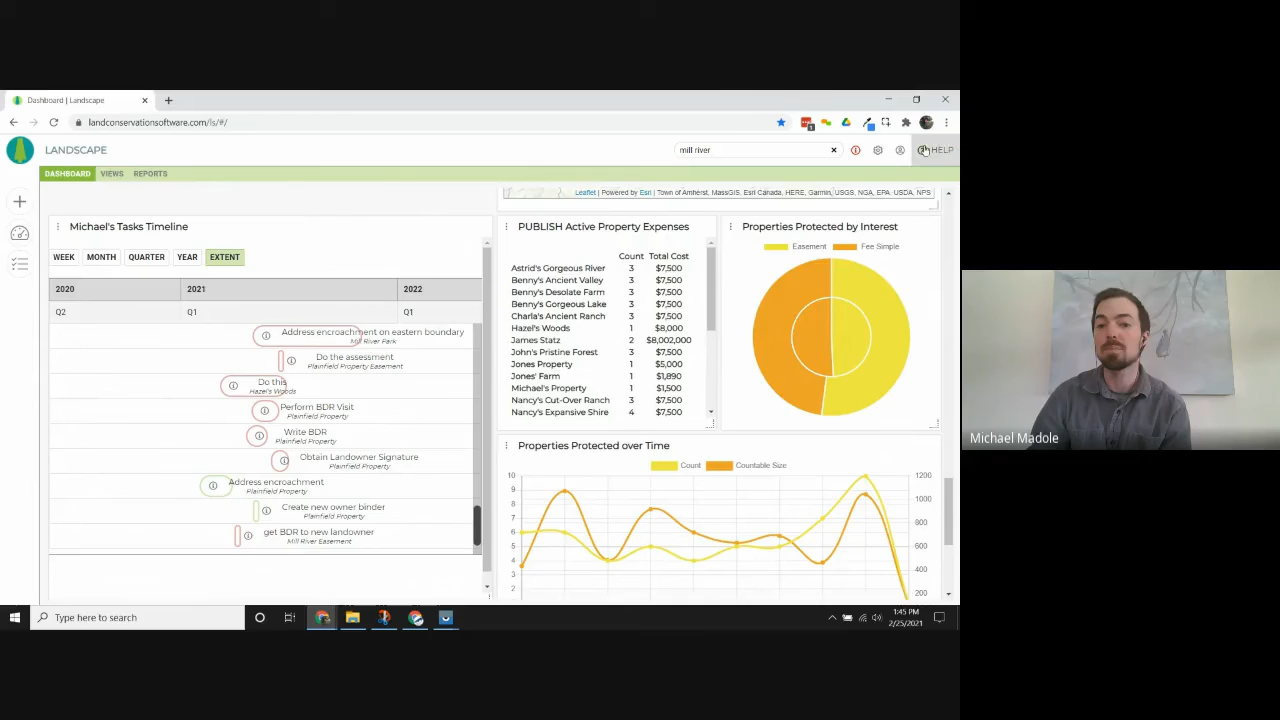 Dashboard | Landscape
landconservationsoftware.com/ls/#/
LANDSCAPE
mill river
HELP
DASHBOARD VIEWS REPORTS
Leaflet | Powered by Esri | Town of Amherst, MassGIS, Esri Canada, HERE, Garmin, USGS, NGA, EPA, USDA, NPS
Michael's Tasks Timeline
WEEK MONTH QUARTER YEAR EXTENT
2020 2021 2022
Q2 Q1 Q1
Address encroachment on eastern boundary
Mill River Park
Do the assessment
Plainfield Property Easement
Do this
Hazel's Woods
Perform BDR Visit
Plainfield Property
Write BDR
Plainfield Property
Obtain Landowner Signature
Plainfield Property
Address encroachment
Plainfield Property
Create new owner binder
Plainfield Property
get BDR to new landowner
Mill River Easement
PUBLISH Active Property Expenses
Count Total Cost
Astrid's Gorgeous River 3 $7,500
Benny's Ancient Valley 3 $7,500
Benny's Desolate Farm 3 $7,500
Benny's Gorgeous Lake 3 $7,500
Charla's Ancient Ranch 3 $7,500
Hazel's Woods 1 $8,000
James Statz 2 $8,002,000
John's Pristine Forest 3 $7,500
Jones Property 1 $5,000
Jones' Farm 1 $1,890
Michael's Property 1 $1,500
Nancy's Cut-Over Ranch 3 $7,500
Nancy's Expansive Shire 4 $7,500
Properties Protected by Interest
Easement Fee Simple
Properties Protected over Time
Count Countable Size
10 1200
9 1000
8
7 800
6
5 600
4 400
3
2 200
Michael Madole
Type here to search
1:45 PM
2/25/2021